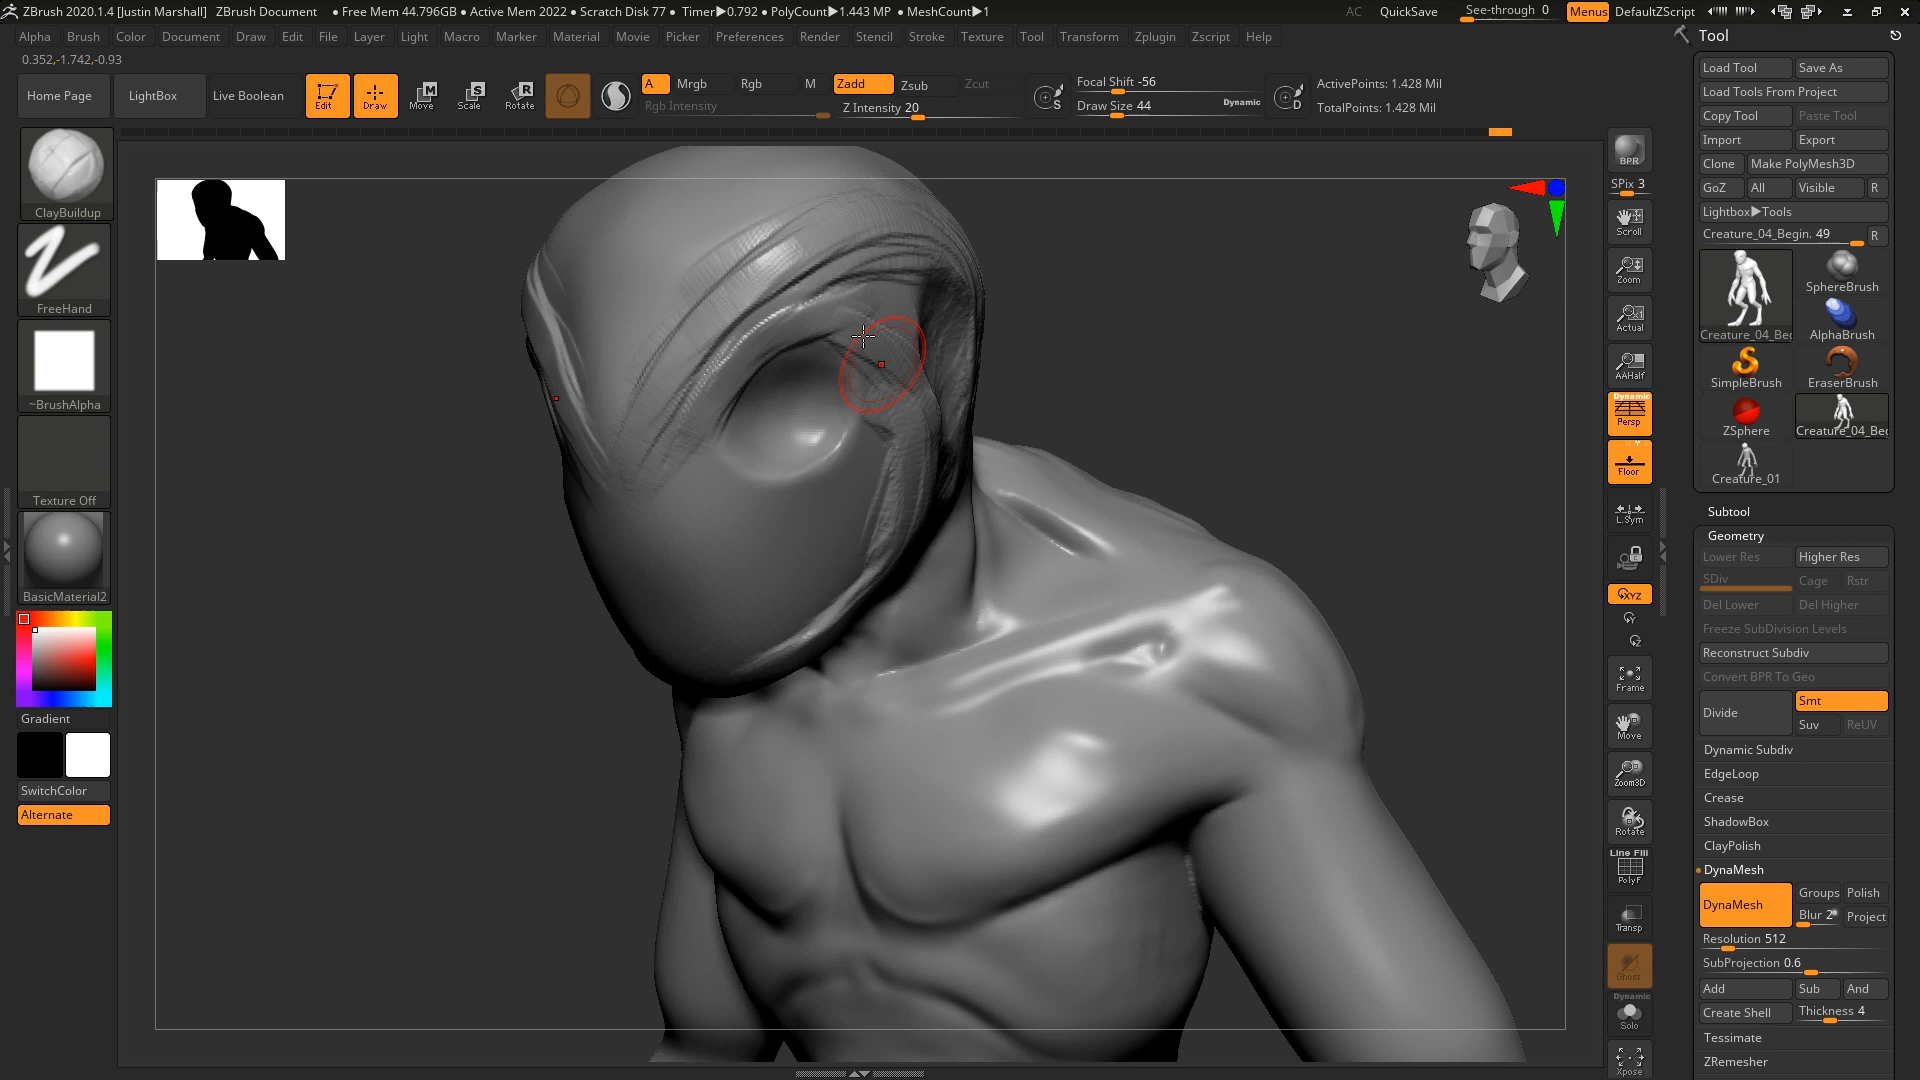 ZBrush 2020.1.4 [Justin Marshall] ZBrush Document ● Free Mem 44.796GB ● Active Mem 2022 ● Scratch Disk 77 ● Timer▶0.792 ● PolyCount▶1.443 MP ● MeshCount▶1 AC QuickSave See-through 0 Menus DefaultZScript
Alpha Brush Color Document Draw Edit File Layer Light Macro Marker Material Movie Picker Preferences Render Stencil Stroke Texture Tool Transform Zplugin Zscript Help
0.352,-1.742,-0.93
Home Page LightBox Live Boolean Edit Draw Move Scale Rotate
A Mrgb Rgb M Zadd Zsub Zcut
Rgb Intensity Z Intensity 20
S Focal Shift -56
Draw Size 44 Dynamic
D ActivePoints: 1.428 Mil
TotalPoints: 1.428 Mil
ClayBuildup
FreeHand
~BrushAlpha
Texture Off
BasicMaterial2
Gradient
SwitchColor
Alternate
BPR
SPix 3
Scroll
Zoom
Actual
AAHalf
Dynamic
Persp
Floor
L.Sym
XYZ
Y
Z
Frame
Move
Zoom3D
Rotate
Line Fill
PolyF
Transp
Ghost
Dynamic
Solo
Xpose
Tool
Load Tool Save As
Load Tools From Project
Copy Tool Paste Tool
Import Export
Clone Make PolyMesh3D
GoZ All Visible R
Lightbox▶Tools
Creature_04_Begin. 49 R
SphereBrush
Creature_04_Bec AlphaBrush
SimpleBrush EraserBrush
ZSphere Creature_04_Bec
Creature_01
Subtool
Geometry
Lower Res Higher Res
SDiv Cage Rstr
Del Lower Del Higher
Freeze SubDivision Levels
Reconstruct Subdiv
Convert BPR To Geo
Divide Smt
Suv ReUV
Dynamic Subdiv
EdgeLoop
Crease
ShadowBox
ClayPolish
DynaMesh
DynaMesh Groups Polish
Blur 2 Project
Resolution 512
SubProjection 0.6
Add Sub And
Create Shell Thickness 4
Tessimate
ZRemesher